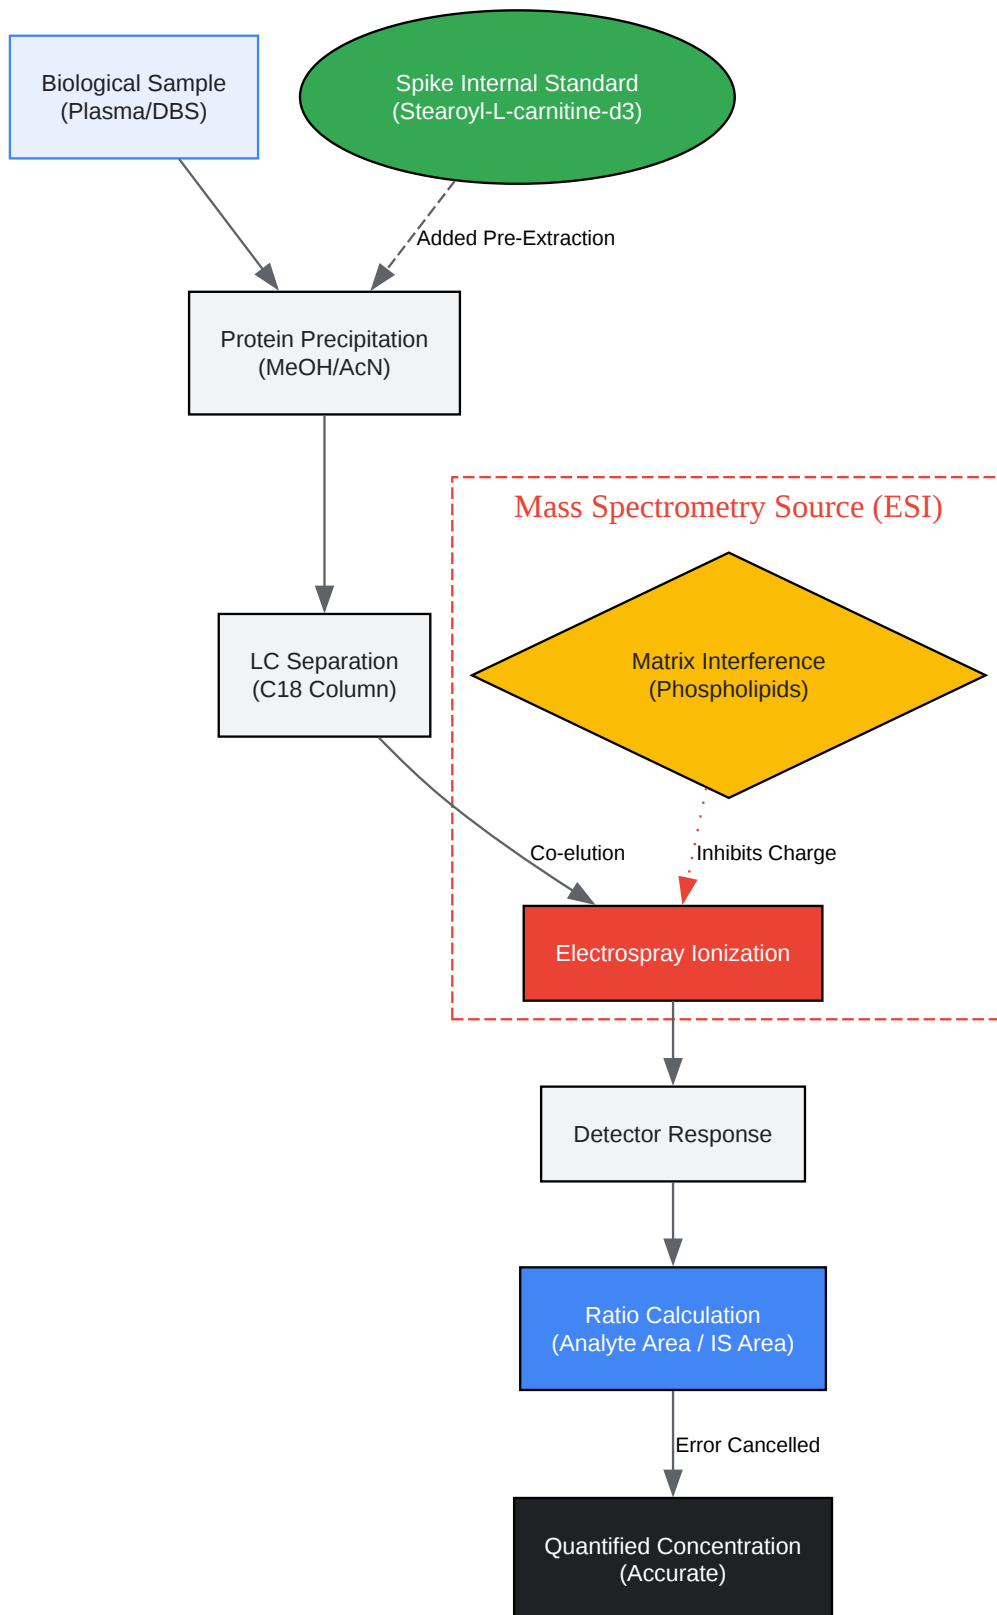 Biological Sample
(Plasma/DBS)
Spike Internal Standard
(Stearoyl-L-carnitine-d3)
Added Pre-Extraction
Protein Precipitation
(MeOH/AcN)
Mass Spectrometry Source (ESI)
LC Separation
(C18 Column)
Matrix Interference
(Phospholipids)
Co-elution
Inhibits Charge
Electrospray Ionization
Detector Response
Ratio Calculation
(Analyte Area / IS Area)
Error Cancelled
Quantified Concentration
(Accurate)